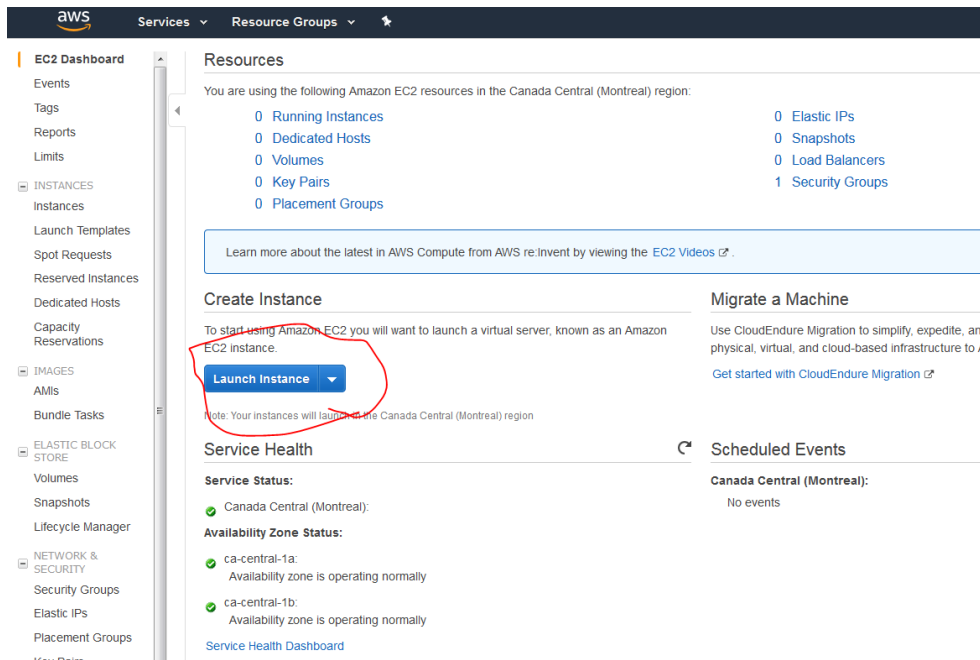 aws
Services
Resource Groups
EC2 Dashboard
Events
Tags
Reports
Limits
INSTANCES
Instances
Launch Templates
Spot Requests
Reserved Instances
Dedicated Hosts
Capacity
Reservations
IMAGES
AMIs
Bundle Tasks
ELASTIC BLOCK
STORE
Volumes
Snapshots
Lifecycle Manager
NETWORK &
SECURITY
Security Groups
Elastic IPs
Placement Groups
Resources
You are using the following Amazon EC2 resources in the Canada Central (Montreal) region:
0 Running Instances
0 Dedicated Hosts
0 Volumes
0 Key Pairs
0 Placement Groups
0 Elastic IPs
0 Snapshots
0 Load Balancers
1 Security Groups
Learn more about the latest in AWS Compute from AWS re:Invent by viewing the EC2 Videos .
Create Instance
To start using Amazon EC2 you will want to launch a virtual server, known as an Amazon
EC2 instance.
Launch Instance
Note: Your instances will launch in the Canada Central (Montreal) region
Migrate a Machine
Use CloudEndure Migration to simplify, expedite, an
physical, virtual, and cloud-based infrastructure to
Get started with CloudEndure Migration
Service Health
Service Status:
Canada Central (Montreal):
Availability Zone Status:
ca-central-1a:
Availability zone is operating normally
ca-central-1b:
Availability zone is operating normally
Service Health Dashboard
Scheduled Events
Canada Central (Montreal):
No events